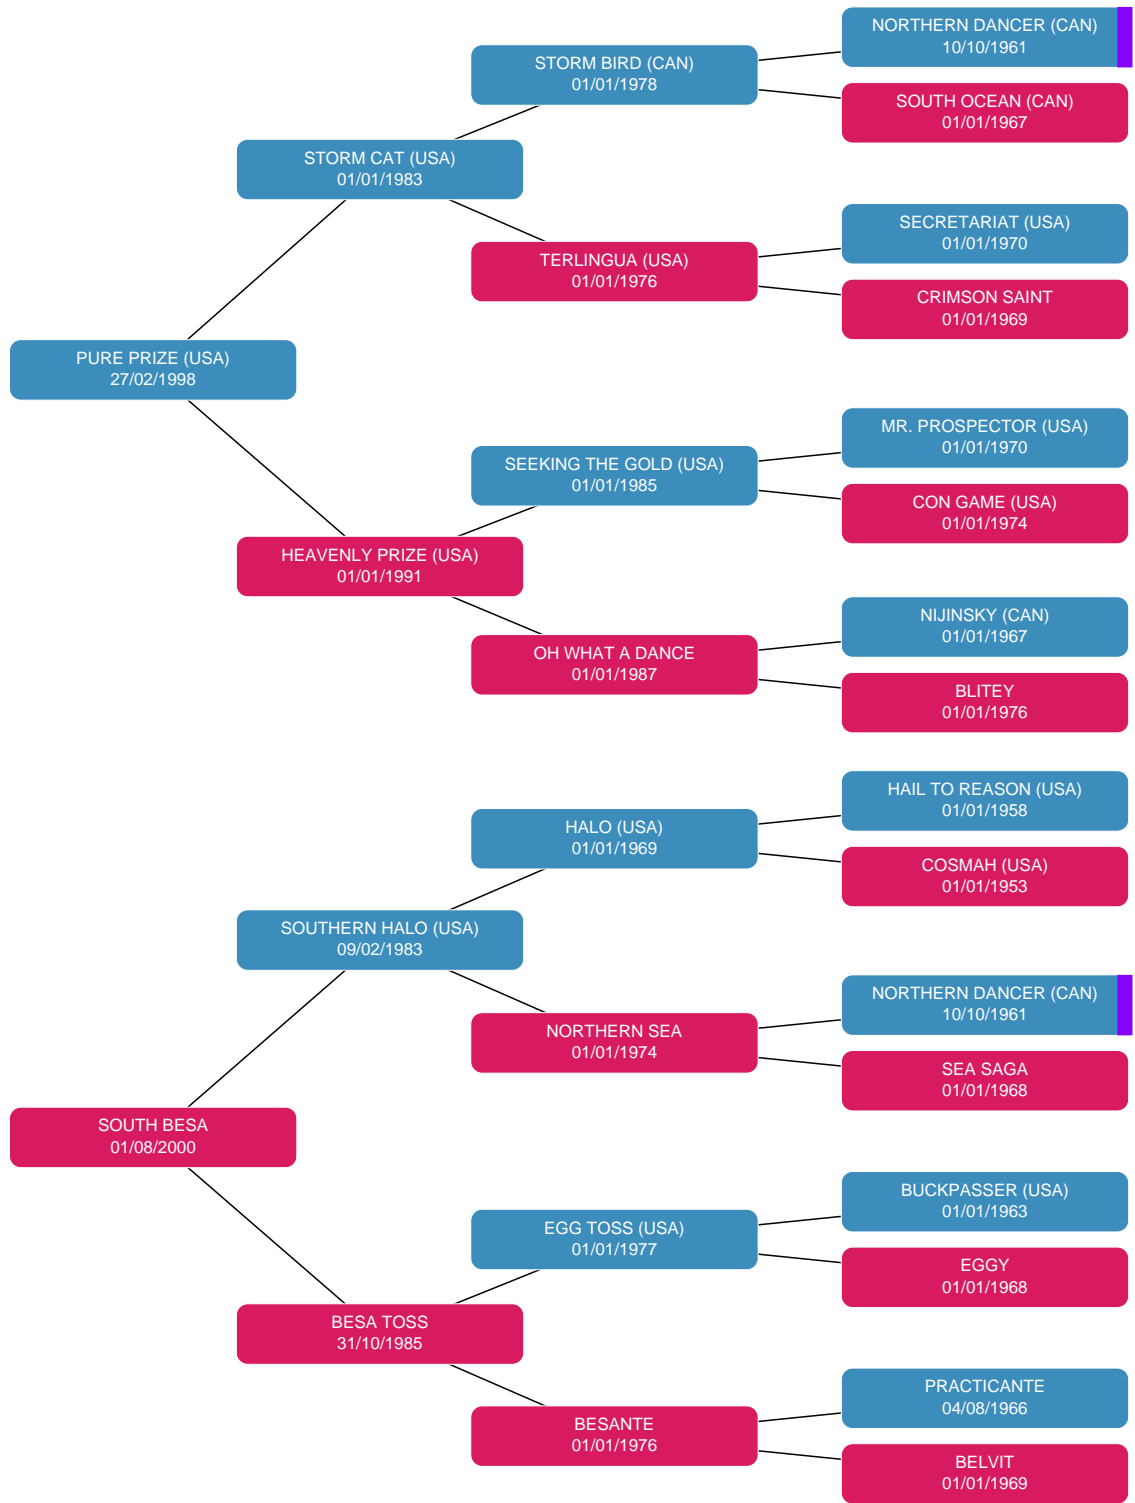 NORTHERN DANCER (CAN)
10/10/1961
STORM BIRD (CAN)
01/01/1978
SOUTH OCEAN (CAN)
01/01/1967
STORM CAT (USA)
01/01/1983
SECRETARIAT (USA)
01/01/1970
TERLINGUA (USA)
01/01/1976
CRIMSON SAINT
01/01/1969
PURE PRIZE (USA)
27/02/1998
MR. PROSPECTOR (USA)
01/01/1970
SEEKING THE GOLD (USA)
01/01/1985
CON GAME (USA)
01/01/1974
HEAVENLY PRIZE (USA)
01/01/1991
NIJINSKY (CAN)
01/01/1967
OH WHAT A DANCE
01/01/1987
BLITEY
01/01/1976
HAIL TO REASON (USA)
01/01/1958
HALO (USA)
01/01/1969
COSMAH (USA)
01/01/1953
SOUTHERN HALO (USA)
09/02/1983
NORTHERN DANCER (CAN)
10/10/1961
NORTHERN SEA
01/01/1974
SEA SAGA
01/01/1968
SOUTH BESA
01/08/2000
BUCKPASSER (USA)
01/01/1963
EGG TOSS (USA)
01/01/1977
EGGY
01/01/1968
BESA TOSS
31/10/1985
PRACTICANTE
04/08/1966
BESANTE
01/01/1976
BELVIT
01/01/1969